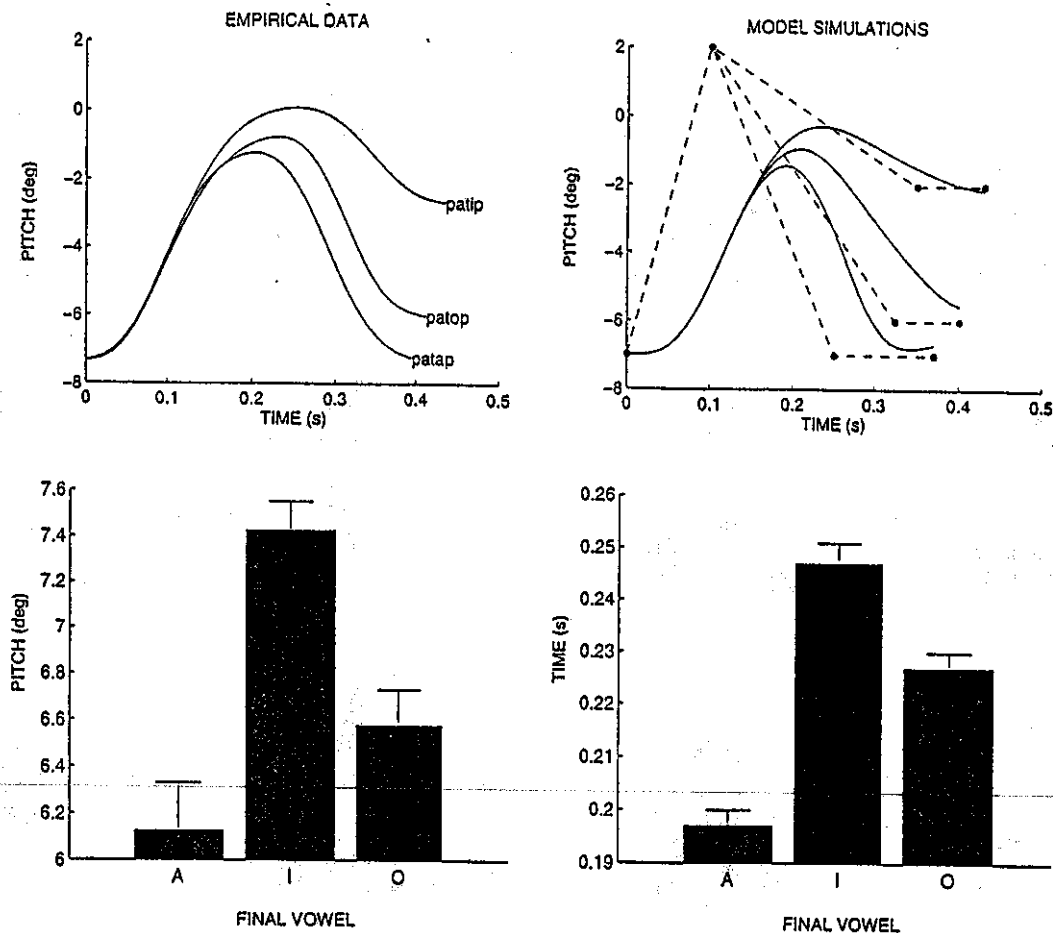 EMPIRICAL DATA
2
0
−2
−4
−6
−8
PITCH (deg)
patip
patop
patap
0
0.1
0.2
0.3
0.4
0.5
TIME (s)
MODEL SIMULATIONS
2
0
−2
−4
−6
−8
PITCH (deg)
0
0.1
0.2
0.3
0.4
0.5
TIME (s)
7.6
7.4
7.2
7
6.8
6.6
6.4
6.2
6
PITCH (deg)
A
I
O
FINAL VOWEL
0.26
0.25
0.24
0.23
0.22
0.21
0.2
0.19
TIME (s)
A
I
O
FINAL VOWEL